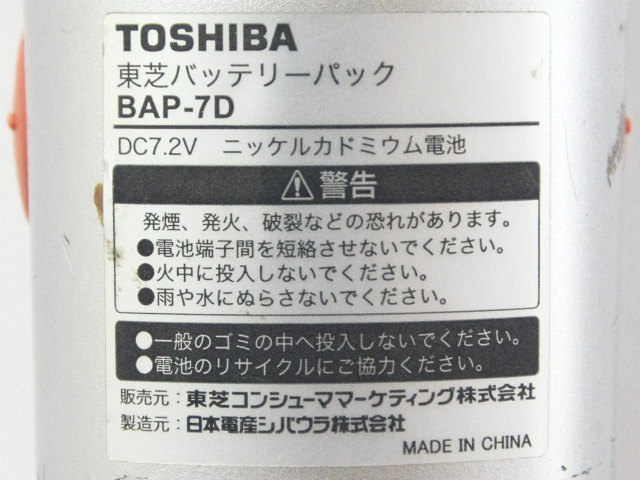 TOSHIBA
東芝バッテリーパック
BAP-7D
DC7.2V ニッケルカドミウム電池
警告
発煙、発火、破裂などの恐れがあります。
●電池端子間を短絡させないでください。
●火中に投入しないでください。
●雨や水にぬらさないでください。
●一般のゴミの中へ投入しないでください。
●電池のリサイクルにご協力ください。
販売元：東芝コンシューママーケティング株式会社
製造元：日本電産シバウラ株式会社
MADE IN CHINA